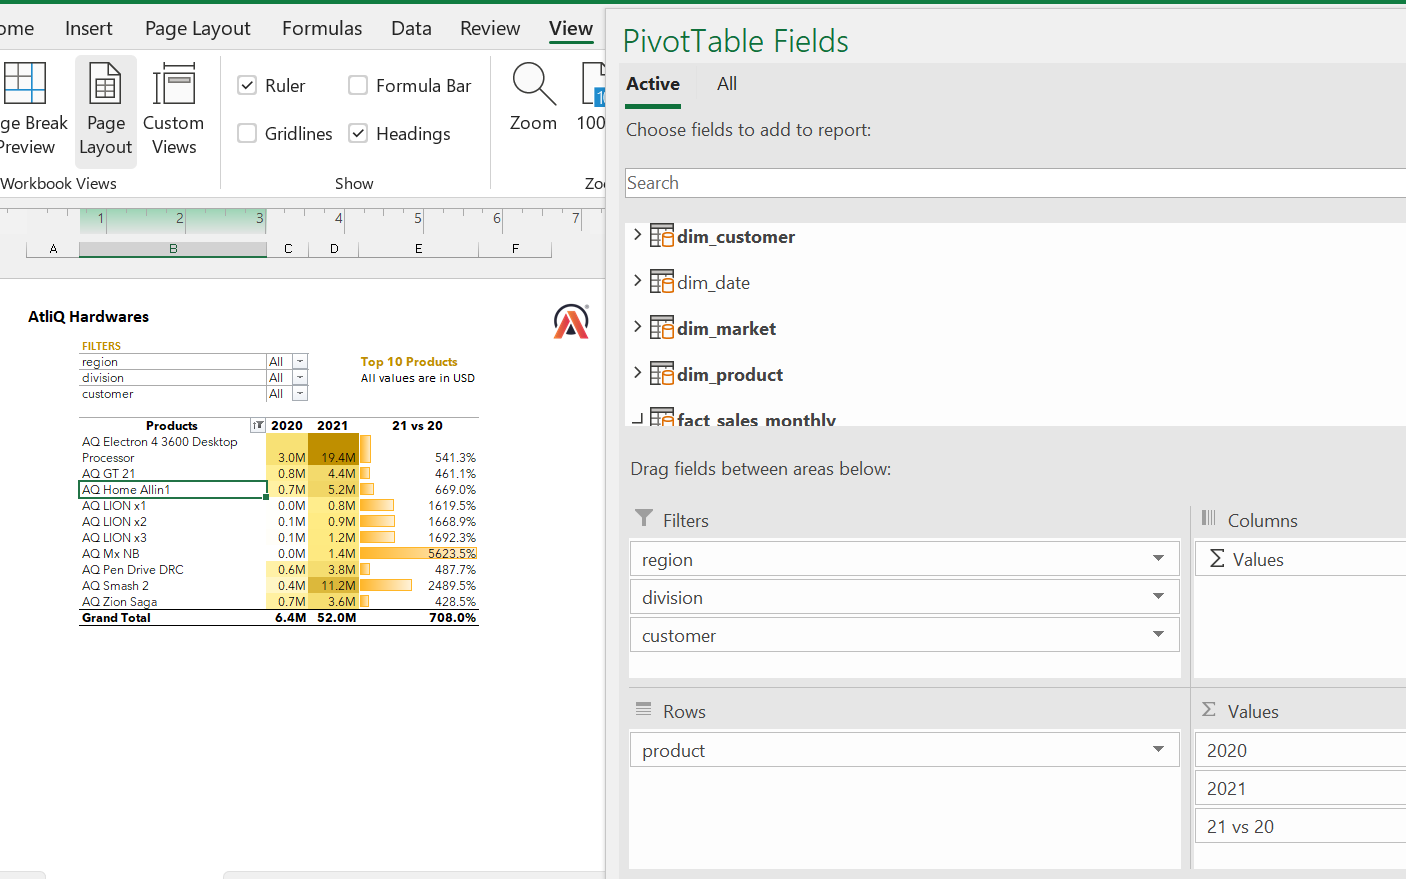 ome Insert Page Layout Formulas Data Review View
ge Break Preview
Page Layout
Custom Views
Ruler
Formula Bar
Gridlines
Headings
Zoom
100
Workbook Views
Show
Zo
1 2 3 4 5 6 7
A B C D E F
AtliQ Hardwares
FILTERS
region All
division All
customer All
Top 10 Products
All values are in USD
Products 2020 2021 21 vs 20
AQ Electron 4 3600 Desktop
Processor 3.0M 19.4M 541.3%
AQ GT 21 0.8M 4.4M 461.1%
AQ Home Allin1 0.7M 5.2M 669.0%
AQ LION x1 0.0M 0.8M 1619.5%
AQ LION x2 0.1M 0.9M 1668.9%
AQ LION x3 0.1M 1.2M 1692.3%
AQ Mx NB 0.0M 1.4M 5623.5%
AQ Pen Drive DRC 0.6M 3.8M 487.7%
AQ Smash 2 0.4M 11.2M 2489.5%
AQ Zion Saga 0.7M 3.6M 428.5%
Grand Total 6.4M 52.0M 708.0%
PivotTable Fields
Active All
Choose fields to add to report:
Search
dim_customer
dim_date
dim_market
dim_product
fact_sales_monthly
Drag fields between areas below:
Filters
region
division
customer
Columns
Σ Values
Rows
product
Σ Values
2020
2021
21 vs 20